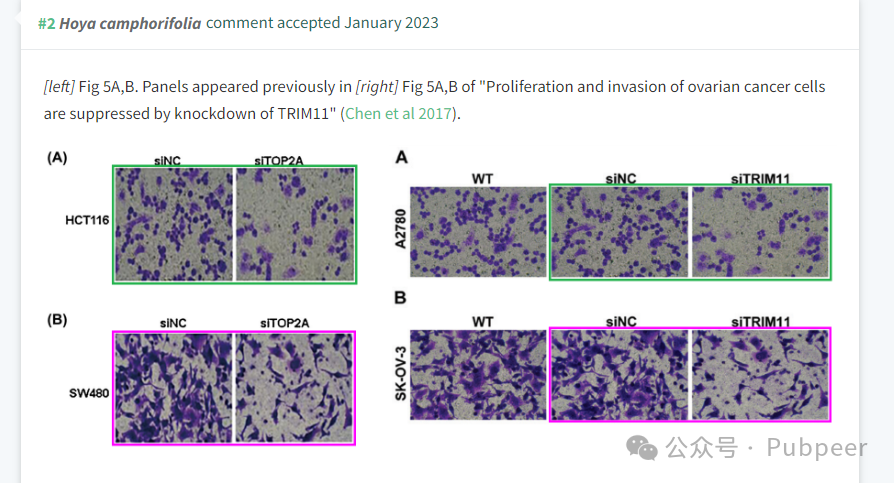 #2 Hoya camphorifolia comment accepted January 2023
[left] Fig 5A,B. Panels appeared previously in [right] Fig 5A,B of "Proliferation and invasion of ovarian cancer cells
are suppressed by knockdown of TRIM11" (Chen et al 2017).
(A) siNC siTOP2A
HCT116
(B) siNC siTOP2A
SW480
A WT siNC siTRIM11
A2780
B WT siNC siTRIM11
SK-OV-3
公众号 · Pubpeer